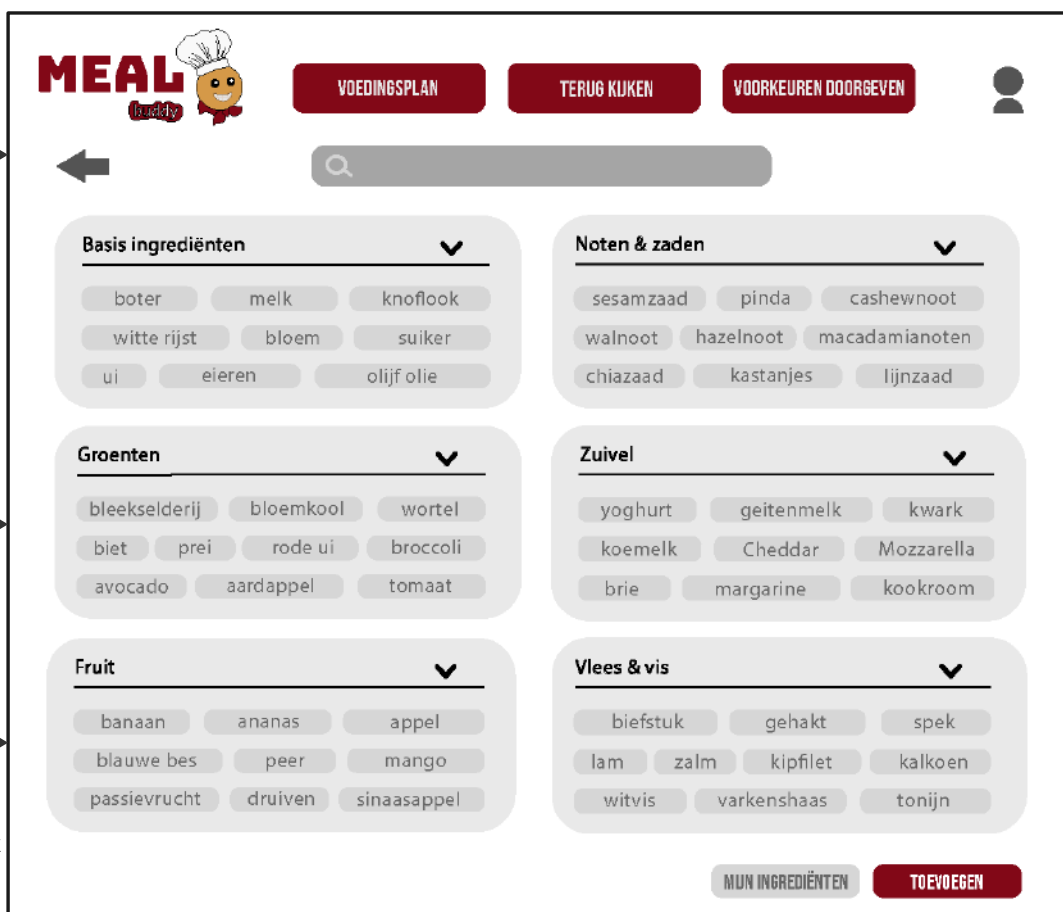 MEAL
buddy
VOEDINGSPLAN
TERUG KIJKEN
VOORKEUREN DOORGEVEN
Basis ingrediënten
boter melk knoflook
witte rijst bloem suiker
ui eieren olijf olie
Noten & zaden
sesamzaad pinda cashewnoot
walnoot hazelnoot macadamianoten
chiazaad kastanjes lijnzaad
Groenten
bleekselderij bloemkool wortel
biet prei rode ui broccoli
avocado aardappel tomaat
Zuivel
yoghurt geitenmelk kwark
koemelk Cheddar Mozzarella
brie margarine kookroom
Fruit
banaan ananas appel
blauwe bes peer mango
passievrucht druiven sinaasappel
Vlees & vis
biefstuk gehakt spek
lam zalm kipfilet kalkoen
witvis varkenshaas tonijn
MIJN INGREDIËNTEN
TOEVOEGEN